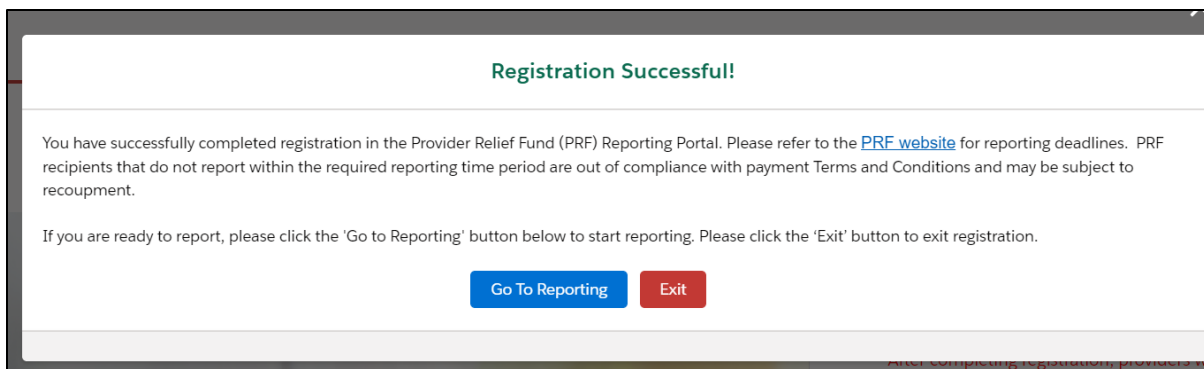 Registration Successful!
You have successfully completed registration in the Provider Relief Fund (PRF) Reporting Portal. Please refer to the PRF website for reporting deadlines.  PRF
recipients that do not report within the required reporting time period are out of compliance with payment Terms and Conditions and may be subject to
recoupment.
If you are ready to report, please click the 'Go to Reporting' button below to start reporting. Please click the ‘Exit’ button to exit registration.
Go To Reporting Exit
After completing registration, providers